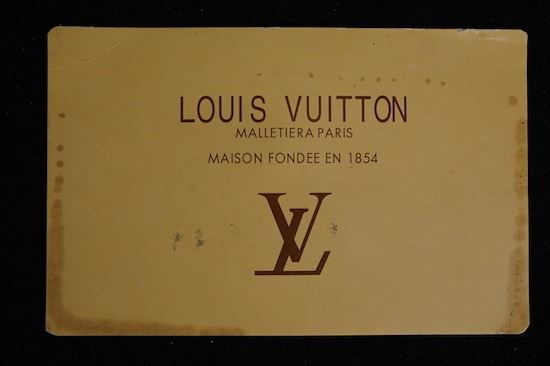 LOUIS VUITTON
MALLETIERA PARIS
MAISON FONDEE EN 1854
LV